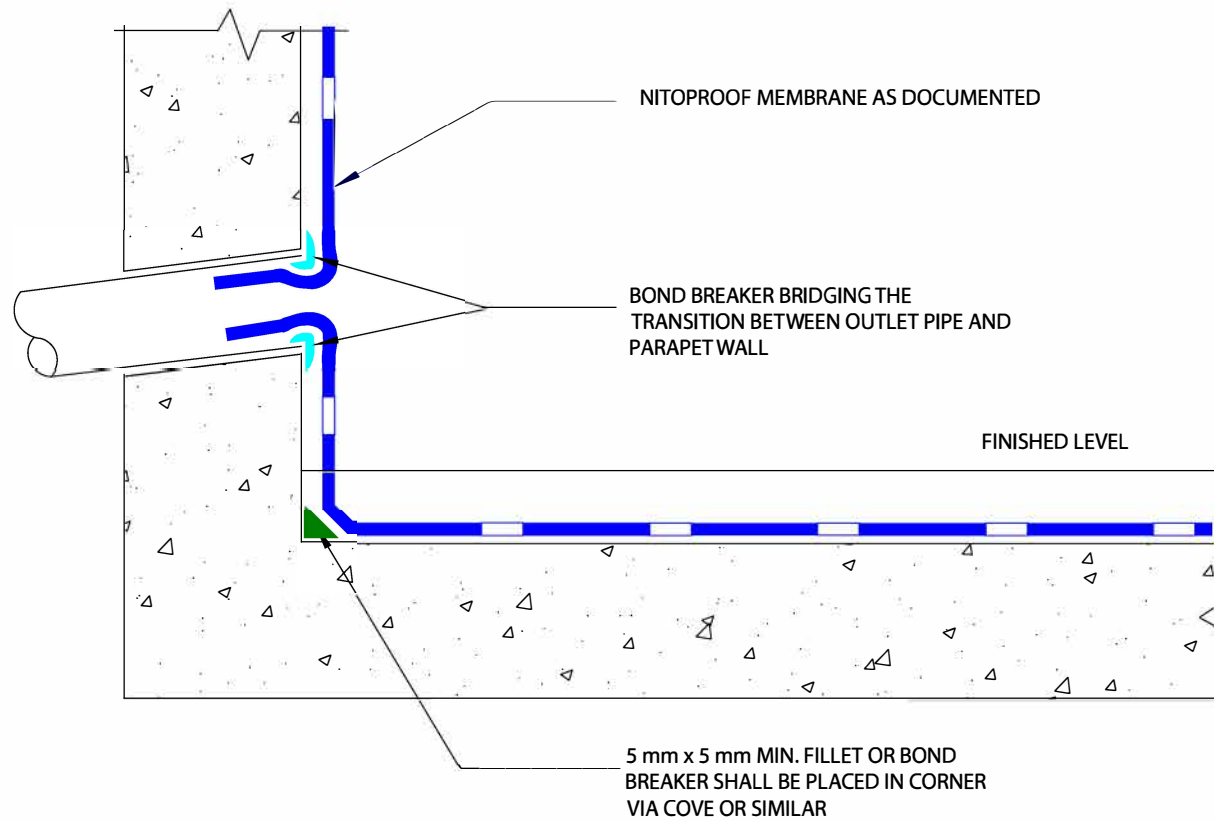 NITOPROOF MEMBRANE AS DOCUMENTED
BOND BREAKER BRIDGING THE
TRANSITION BETWEEN OUTLET PIPE AND
PARAPET WALL
FINISHED LEVEL
5 mm x 5 mm MIN. FILLET OR BOND
BREAKER SHALL BE PLACED IN CORNER
VIA COVE OR SIMILAR